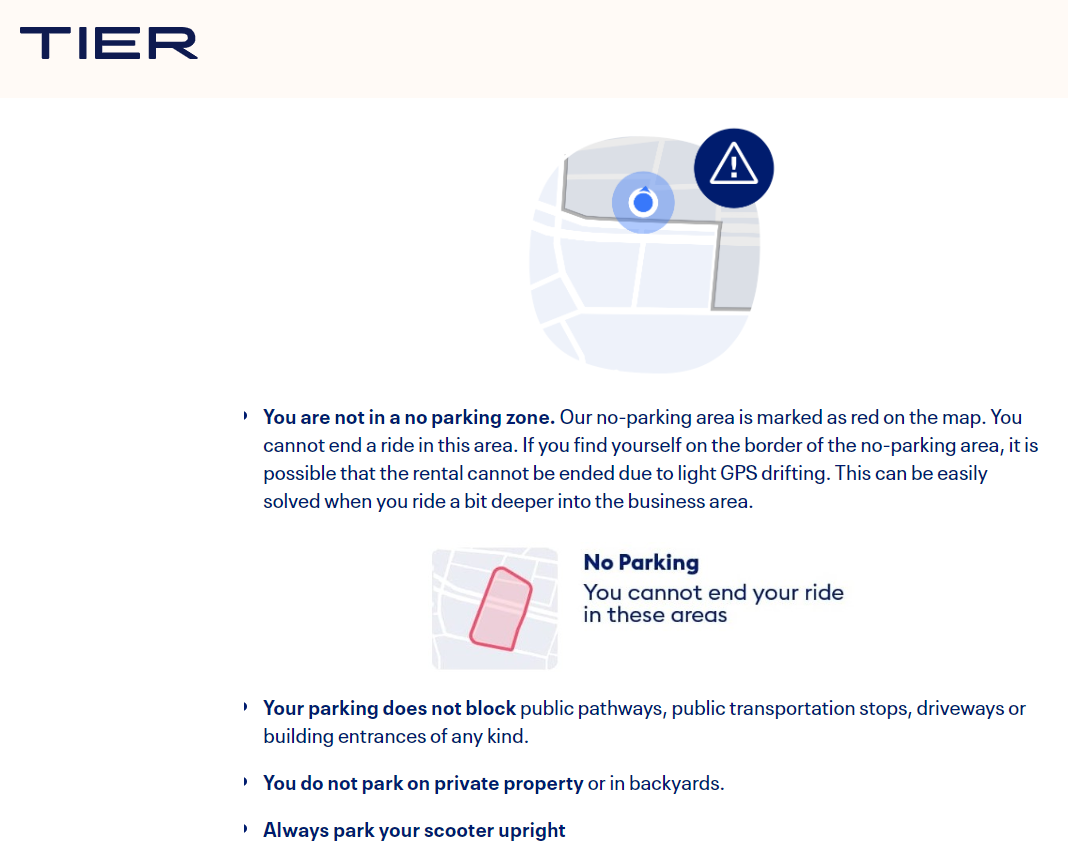 TIER
You are not in a no parking zone. Our no-parking area is marked as red on the map. You
cannot end a ride in this area. If you find yourself on the border of the no-parking area, it is
possible that the rental cannot be ended due to light GPS drifting. This can be easily
solved when you ride a bit deeper into the business area.
No Parking
You cannot end your ride
in these areas
Your parking does not block public pathways, public transportation stops, driveways or
building entrances of any kind.
You do not park on private property or in backyards.
Always park your scooter upright